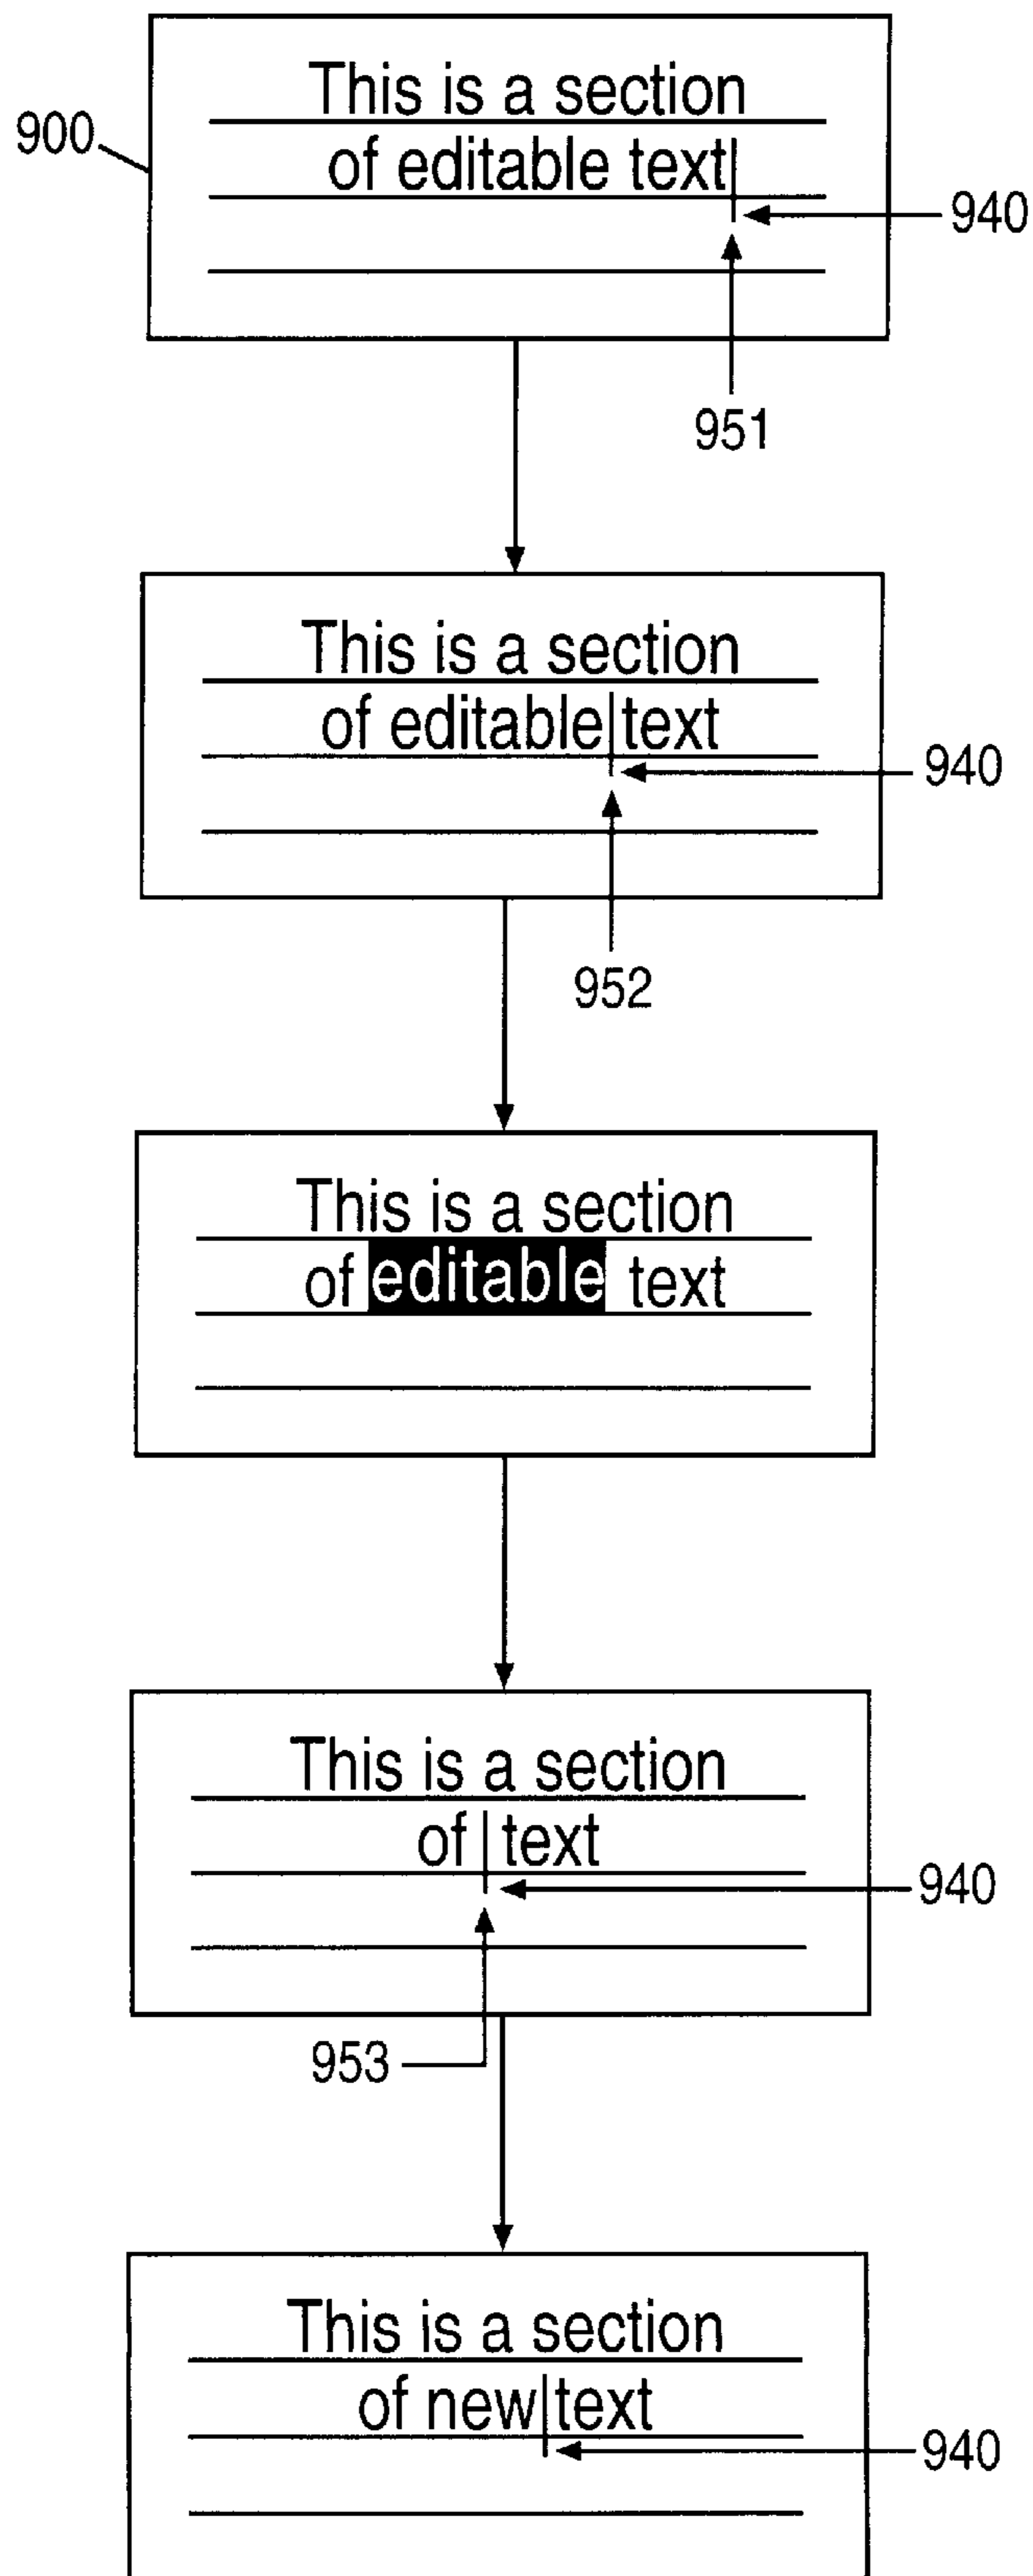 This is a section
900
of editable text
940
951
This is a section
of editable text
940
952
This is a section
of editable text
This is a section
of text
940
953
This is a section
of new text
940